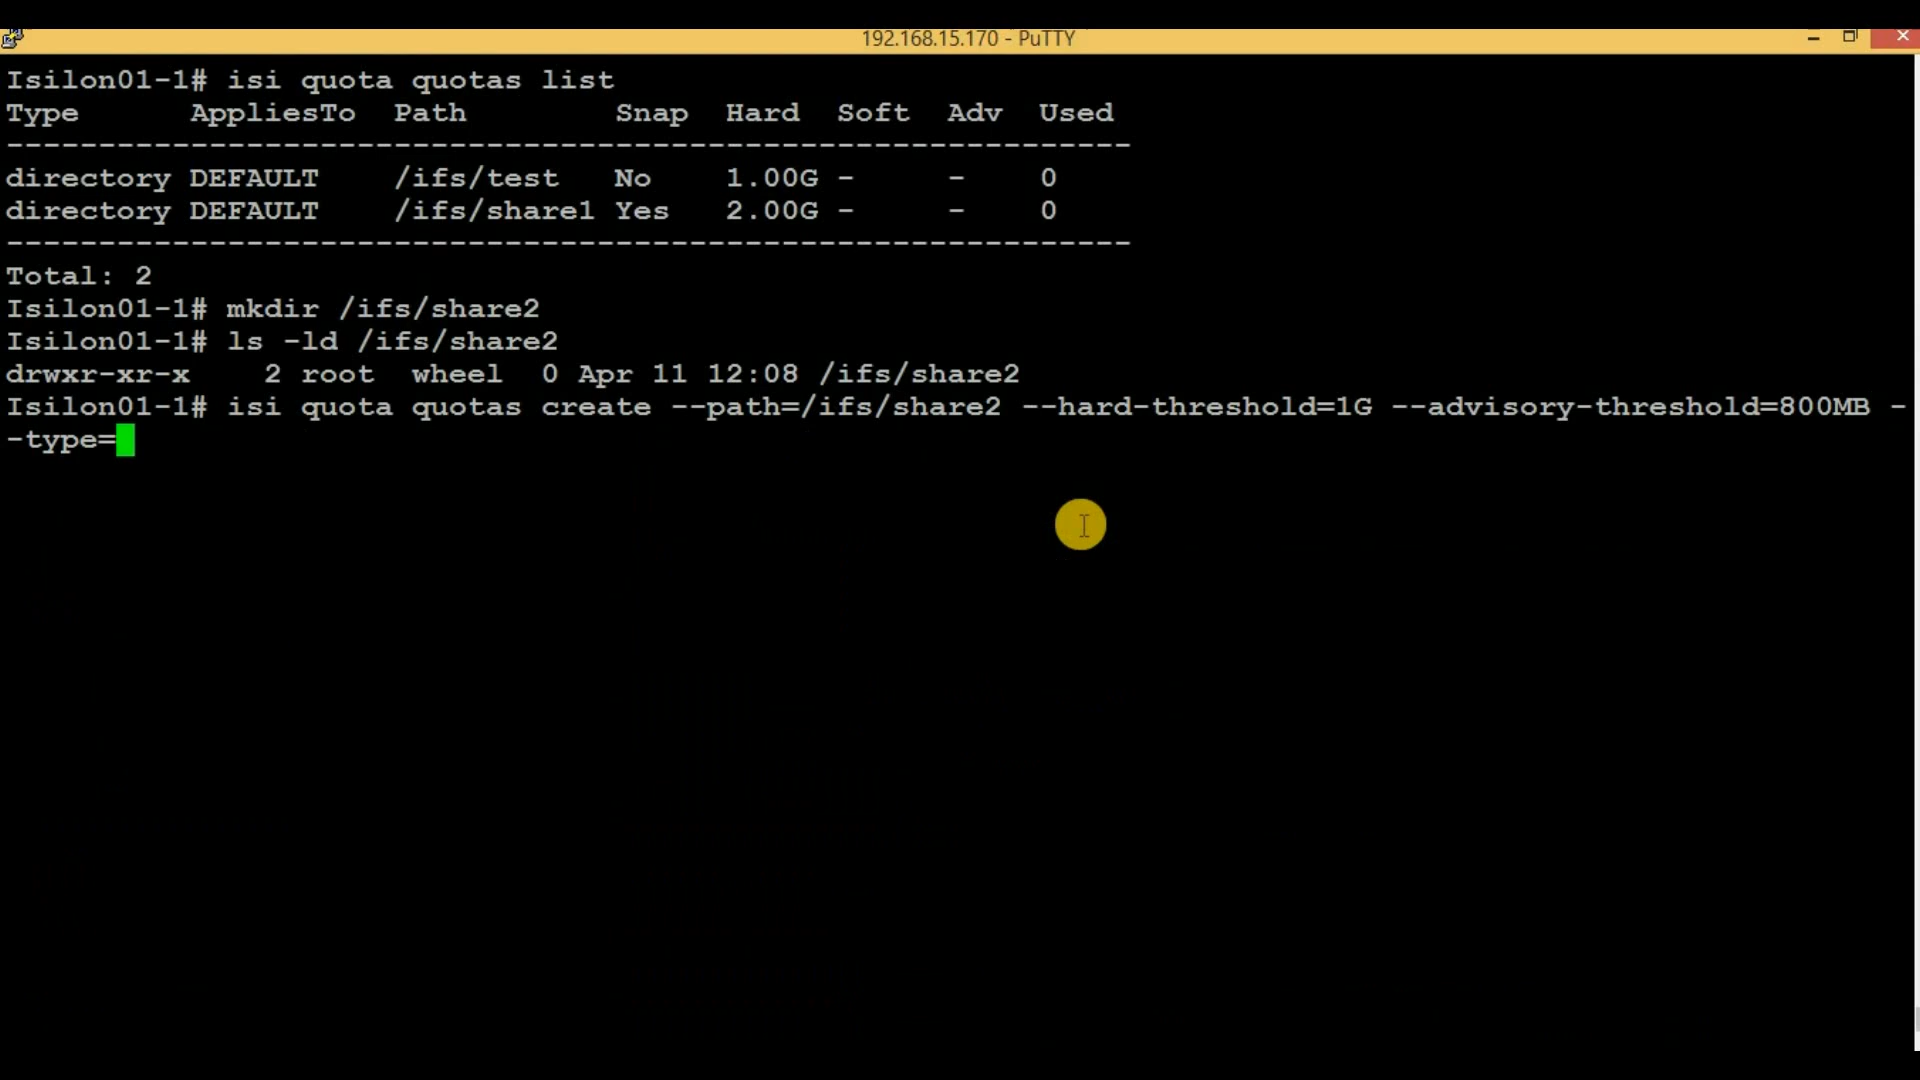 192.168.15.170 - PuTTY
Isilon01-1# isi quota quotas list
Type      AppliesTo  Path        Snap  Hard  Soft  Adv  Used
-------------------------------------------------------------
directory DEFAULT    /ifs/test   No    1.00G -     -    0
directory DEFAULT    /ifs/share1 Yes   2.00G -     -    0
-------------------------------------------------------------
Total: 2
Isilon01-1# mkdir /ifs/share2
Isilon01-1# ls -ld /ifs/share2
drwxr-xr-x    2 root  wheel  0 Apr 11 12:08 /ifs/share2
Isilon01-1# isi quota quotas create --path=/ifs/share2 --hard-threshold=1G --advisory-threshold=800MB -
-type=